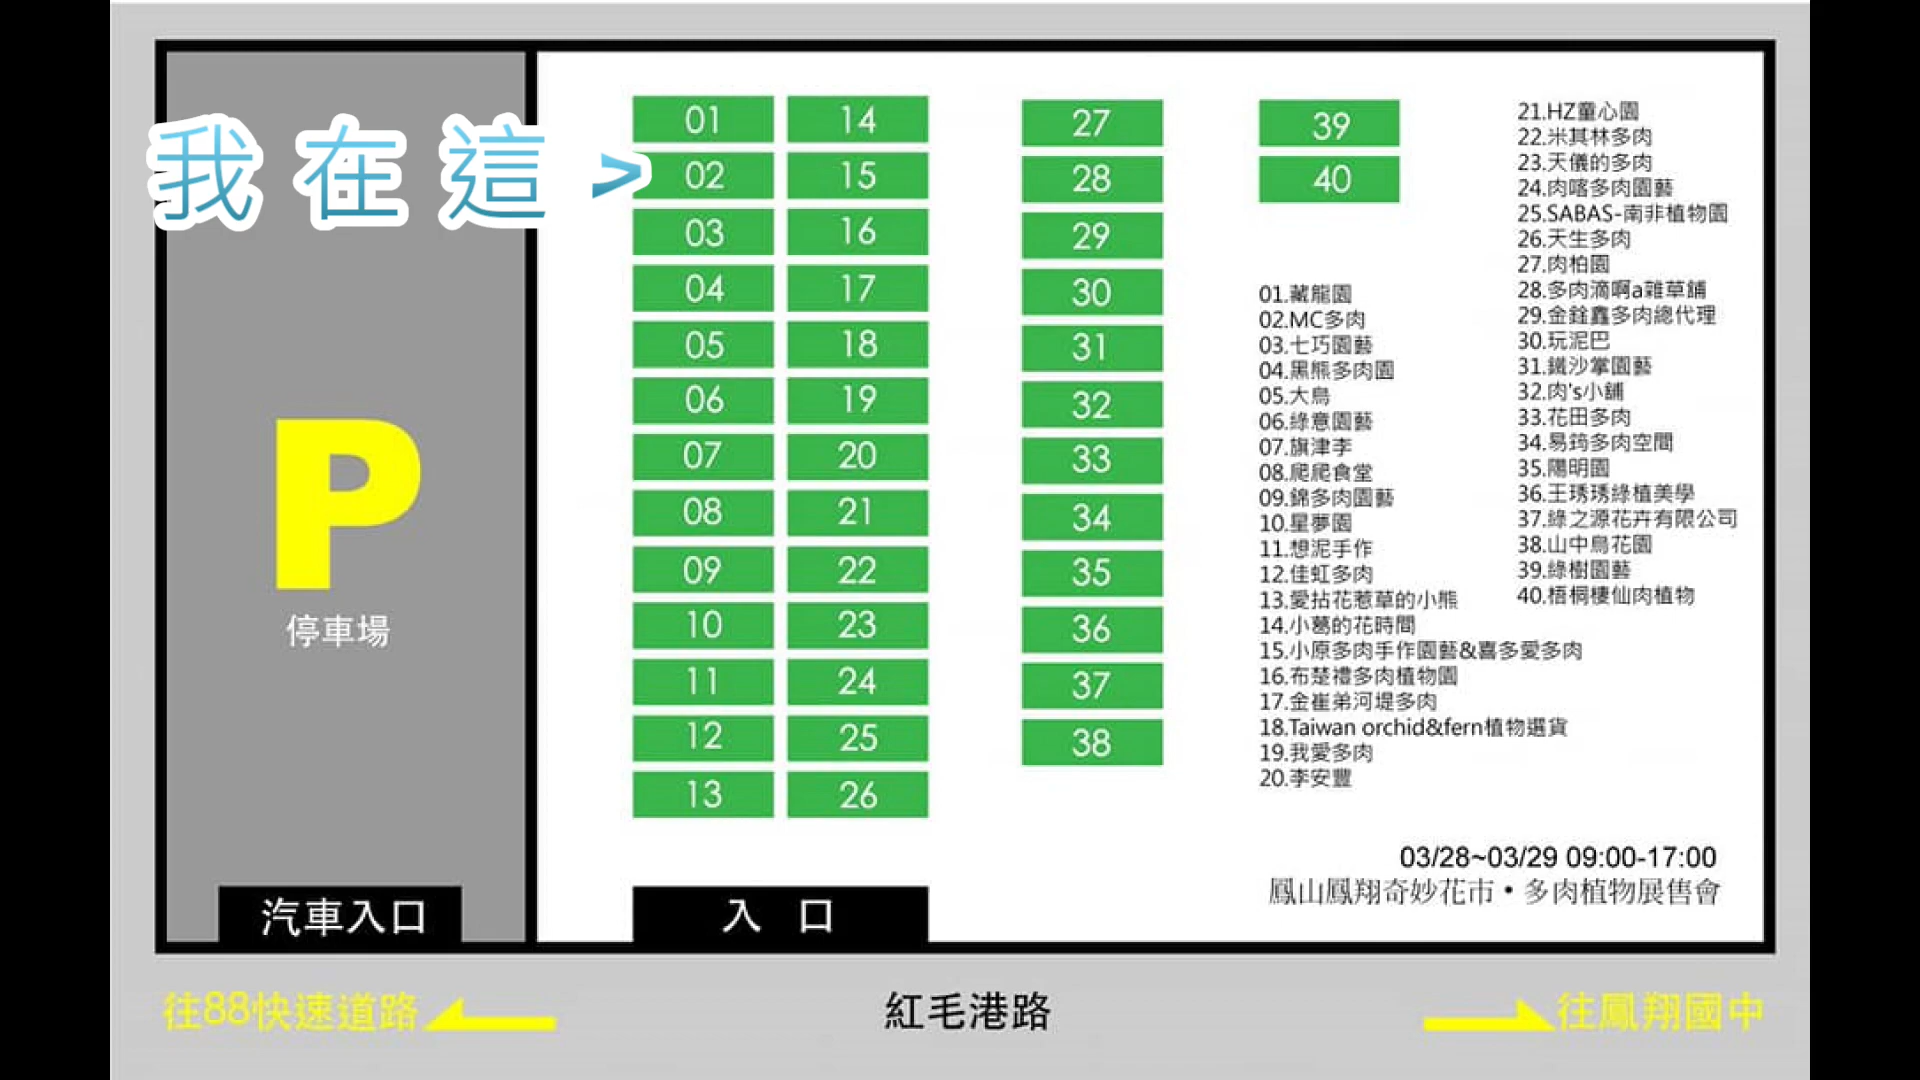 我在這 >
01 14 27 39
02 15 28 40
03 16 29
04 17 30
05 18 31
06 19 32
07 20 33
08 21 34
09 22 35
10 23 36
11 24 37
12 25 38
13 26
P
停車場
汽車入口
入口
01.藏龍園
02.MC多肉
03.七巧園藝
04.黑熊多肉園
05.大鳥
06.綠意園藝
07.旗津李
08.爬爬食堂
09.錦多肉園藝
10.星夢園
11.想泥手作
12.佳虹多肉
13.愛拈花惹草的小熊
14.小葛的花時間
15.小原多肉手作園藝&喜多愛多肉
16.布楚禮多肉植物園
17.金崔弟河堤多肉
18.Taiwan orchid&fern植物選貨
19.我愛多肉
20.李安豐
21.HZ童心園
22.米其林多肉
23.天儀的多肉
24.肉喀多肉園藝
25.SABAS-南非植物園
26.天生多肉
27.肉柏園
28.多肉滴啊a雜草舖
29.金銓鑫多肉總代理
30.玩泥巴
31.鐵沙掌園藝
32.肉's小舖
33.花田多肉
34.易筠多肉空間
35.陽明園
36.王琇琇綠植美學
37.綠之源花卉有限公司
38.山中鳥花園
39.綠樹園藝
40.梧桐棲仙肉植物
03/28~03/29 09:00-17:00
鳳山鳳翔奇妙花市•多肉植物展售會
往88快速道路
紅毛港路
往鳳翔國中